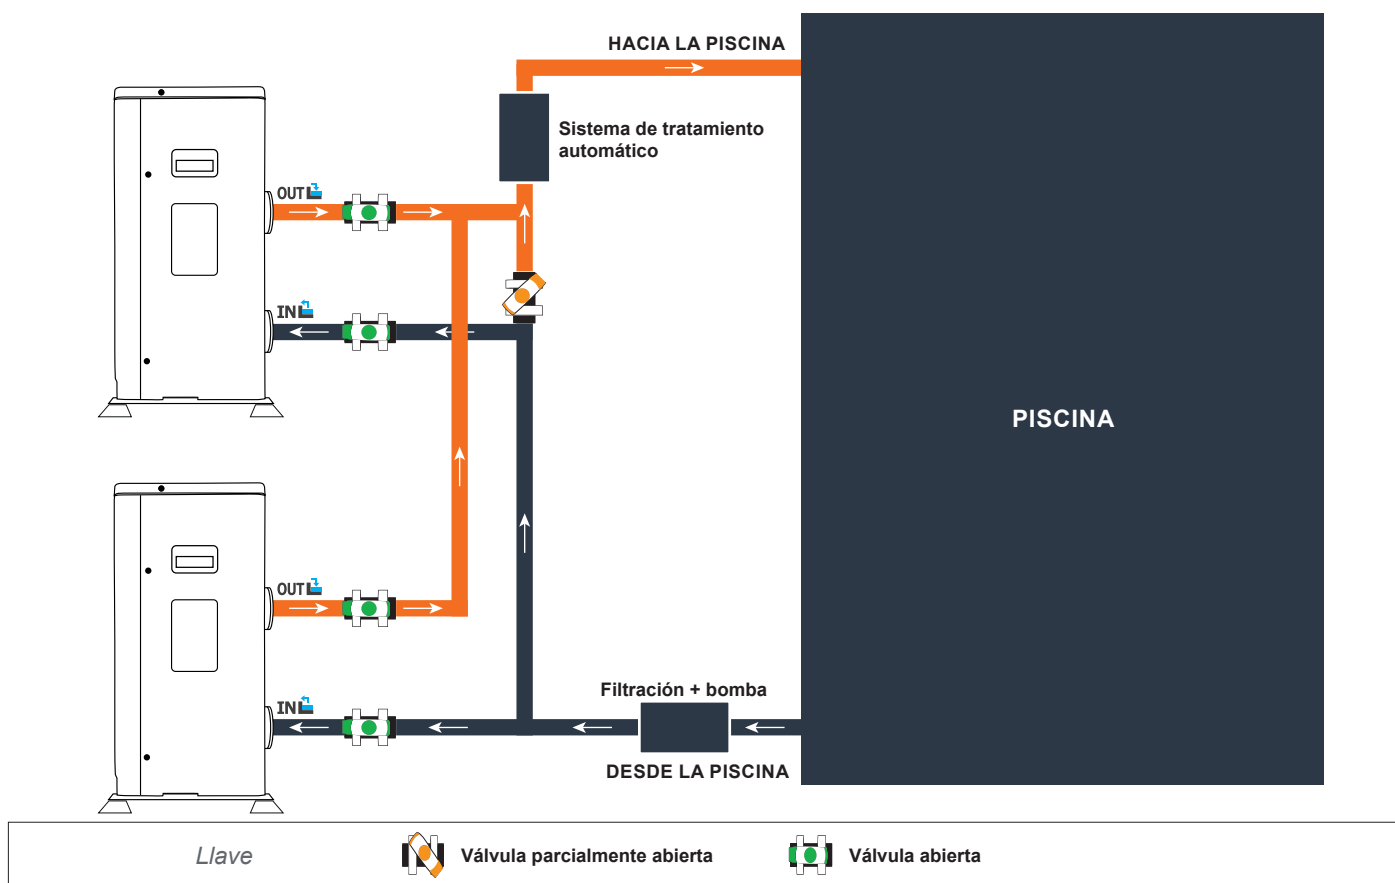 HACIA LA PISCINA
Sistema de tratamiento
automático
OUT
IN
PISCINA
OUT
IN
Filtración + bomba
DESDE LA PISCINA
Llave
Válvula parcialmente abierta
Válvula abierta